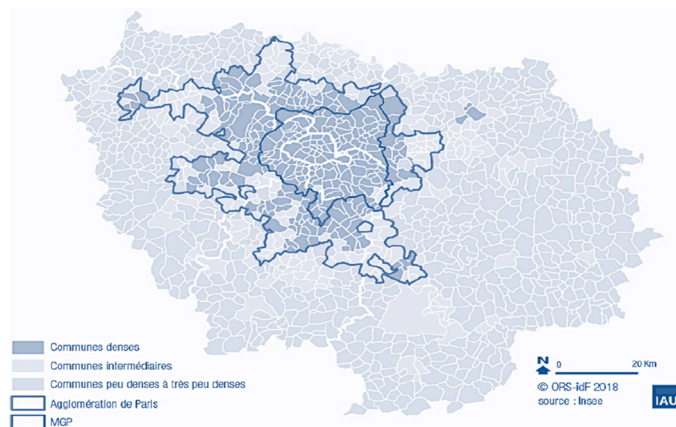 Communes denses
Communes intermédiaires
Communes peu denses à très peu denses
Agglomération de Paris
MGP
N 0 20 Km
© ORS-îdF 2018
source : Insee
IAU